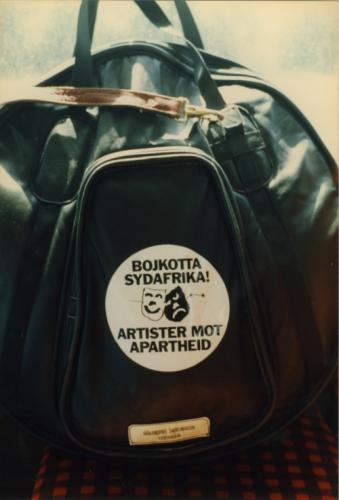 BOJKOTTA
SYDAFRIKA!
ARTISTER MOT
APARTHEID